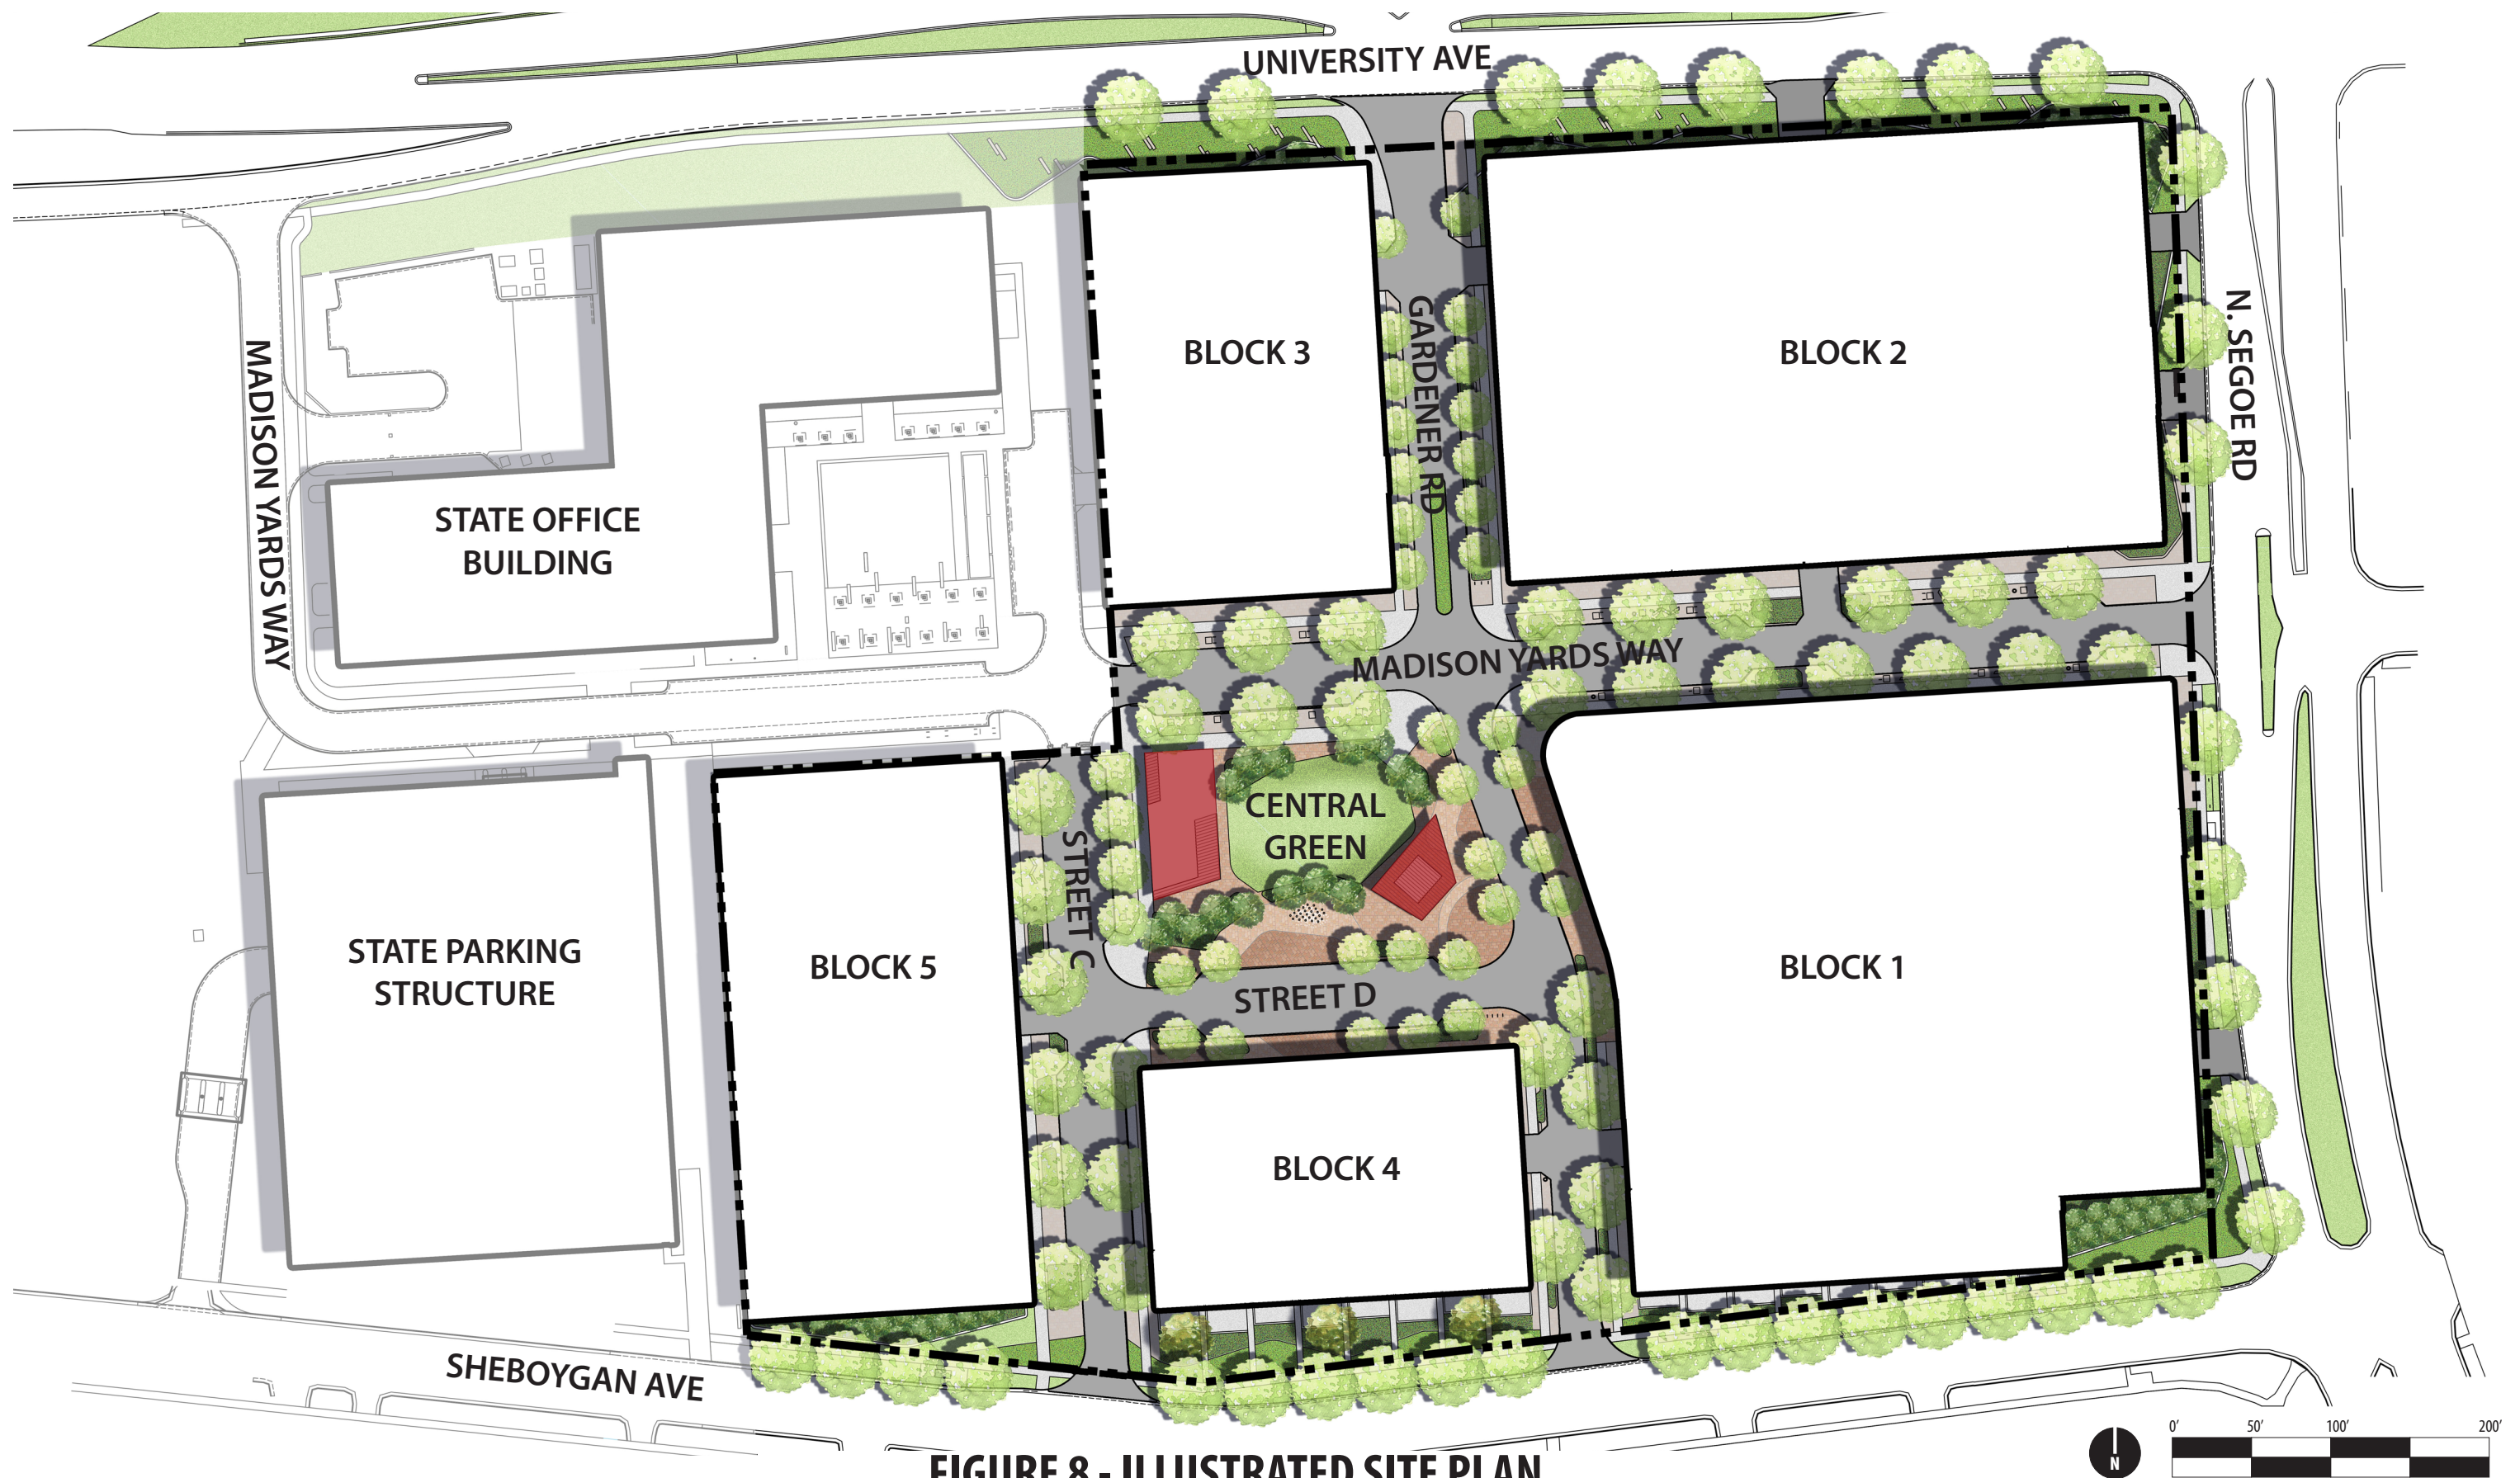 UNIVERSITY AVE
N. SEGOE RD
GARDENER RD
BLOCK 3
BLOCK 2
MADISON YARDS WAY
STATE OFFICE
BUILDING
MADISON YARDS WAY
CENTRAL
GREEN
STREET C
STATE PARKING
STRUCTURE
BLOCK 5
BLOCK 1
STREET D
BLOCK 4
SHEBOYGAN AVE
N
0' 50' 100' 200'
FIGURE 8 - ILLUSTRATED SITE PLAN